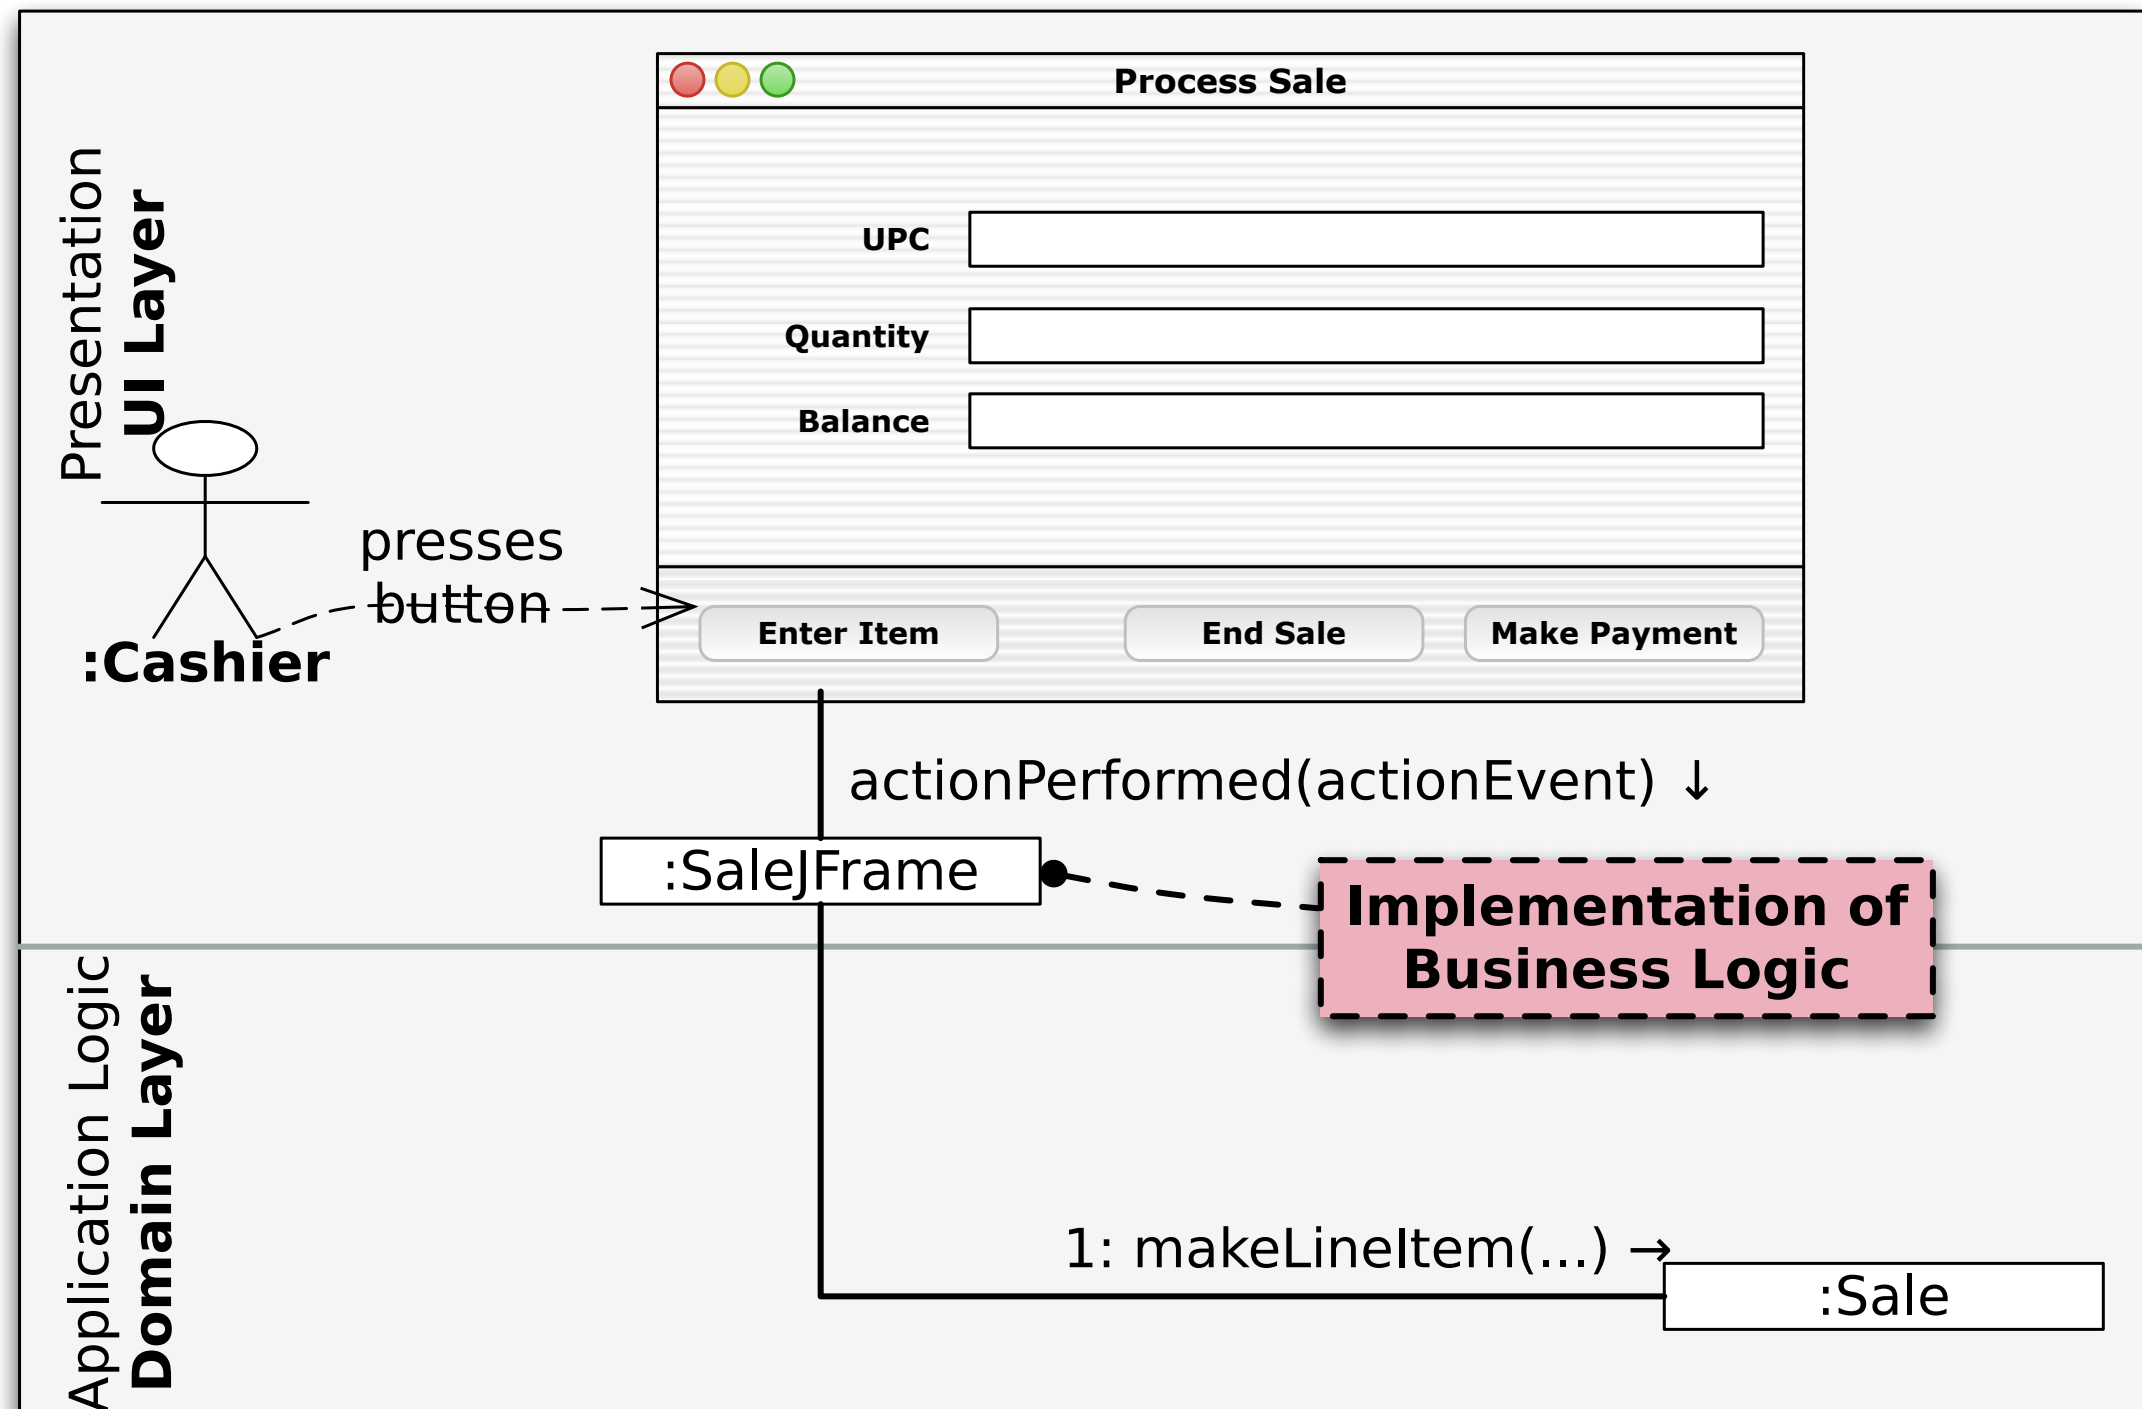 Presentation
UI Layer
Process Sale
UPC
Quantity
Balance
presses
button
Enter Item
End Sale
Make Payment
:Cashier
actionPerformed(actionEvent) ↓
:SaleJFrame
Implementation of
Business Logic
Application Logic
Domain Layer
1: makeLineItem(...) →
:Sale